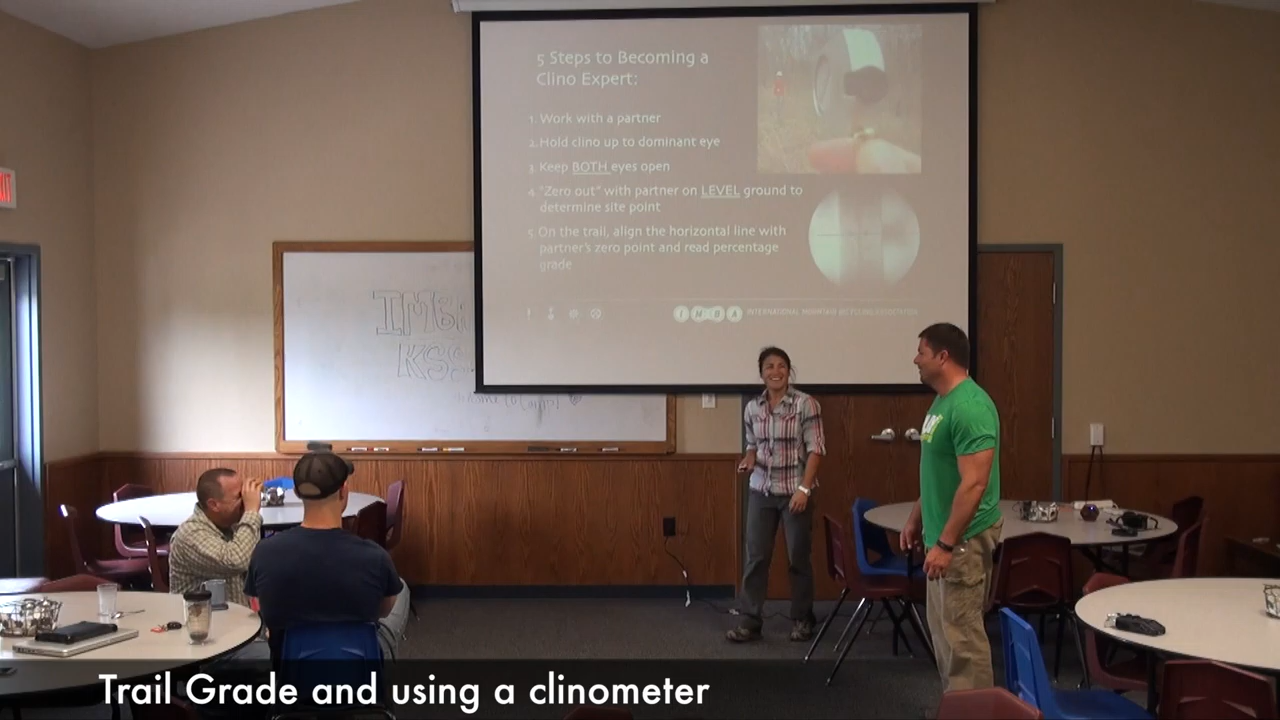 5 Steps to Becoming a
Clino Expert:
1. Work with a partner
2. Hold clino up to dominant eye
3. Keep BOTH eyes open
4. "Zero out" with partner on LEVEL ground to
determine site point
5. On the trail, align the horizontal line with
partner's zero point and read percentage
grade
IMBA INTERNATIONAL MOUNTAIN BICYCLING ASSOCIATION
IMBA
KS
Trail Grade and using a clinometer